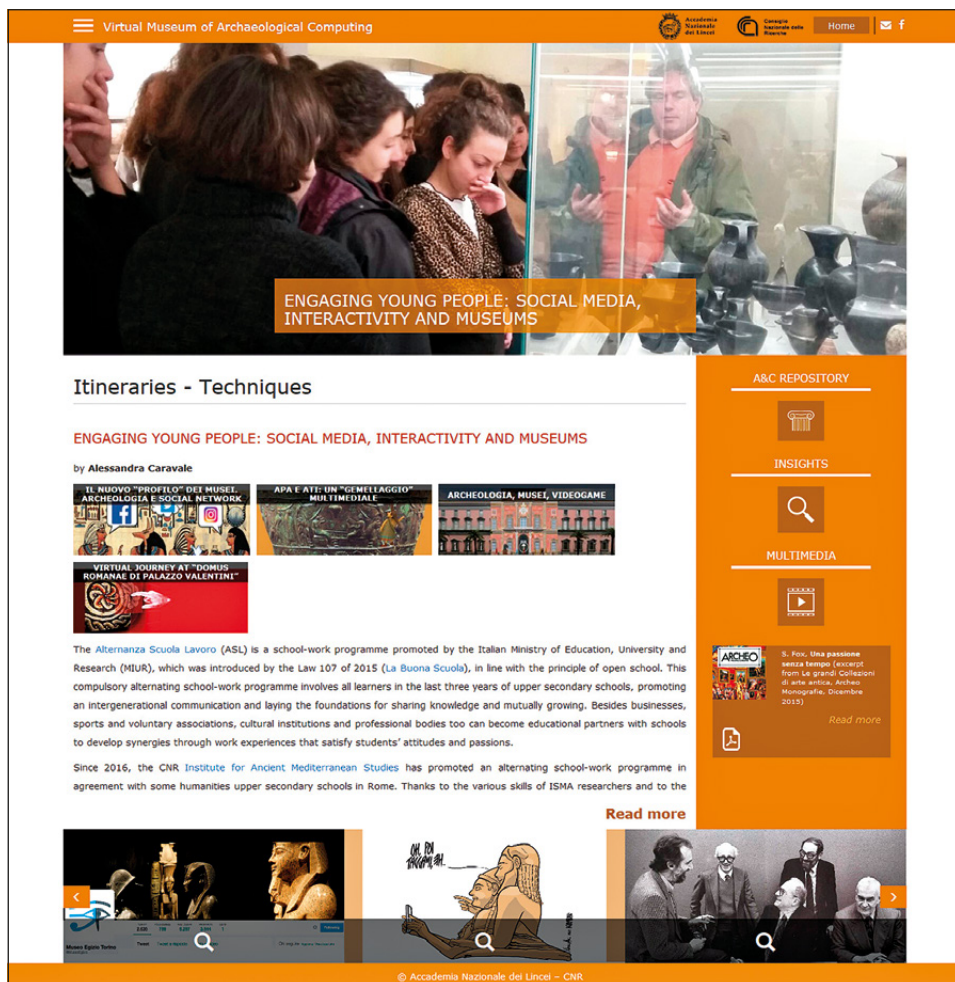 Virtual Museum of Archaeological Computing
Accademia
Nazionale
dei Lincei
Consiglio
Nazionale delle
Ricerche
Home
ENGAGING YOUNG PEOPLE: SOCIAL MEDIA,
INTERACTIVITY AND MUSEUMS
Itineraries - Techniques
ENGAGING YOUNG PEOPLE: SOCIAL MEDIA, INTERACTIVITY AND MUSEUMS
by Alessandra Caravale
IL NUOVO "PROFILO" DEI MUSEI.
ARCHEOLOGIA E SOCIAL NETWORK
APA E ATI: UN "GEMELLAGGIO"
MULTIMEDIALE
ARCHEOLOGIA, MUSEI, VIDEOGAME
VIRTUAL JOURNEY AT "DOMUS
ROMANAE DI PALAZZO VALENTINI"
The Alternanza Scuola Lavoro (ASL) is a school-work programme promoted by the Italian Ministry of Education, University and
Research (MIUR), which was introduced by the Law 107 of 2015 (La Buona Scuola), in line with the principle of open school. This
compulsory alternating school-work programme involves all learners in the last three years of upper secondary schools, promoting
an intergenerational communication and laying the foundations for sharing knowledge and mutually growing. Besides businesses,
sports and voluntary associations, cultural institutions and professional bodies too can become educational partners with schools
to develop synergies through work experiences that satisfy students' attitudes and passions.
Since 2016, the CNR Institute for Ancient Mediterranean Studies has promoted an alternating school-work programme in
agreement with some humanities upper secondary schools in Rome. Thanks to the various skills of ISMA researchers and to the
Read more
A&C REPOSITORY
INSIGHTS
MULTIMEDIA
ARCHEO
S. Fox, Una passione
senza tempo (excerpt
from Le grandi Collezioni
di arte antica, Archeo
Monografie, Dicembre
2015)
Read more
Museo Egizio Torino
© Accademia Nazionale dei Lincei – CNR